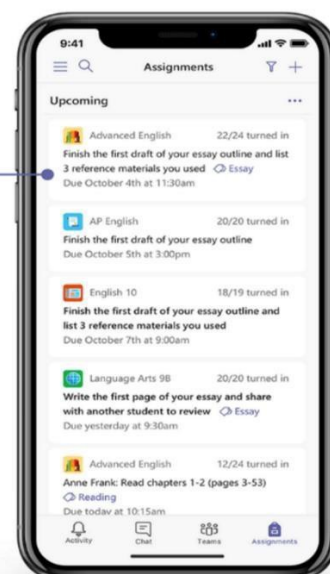 9:41
Assignments
Upcoming
Advanced English 22/24 turned in
Finish the first draft of your essay outline and list
3 reference materials you used Essay
Due October 4th at 11:30am
AP English 20/20 turned in
Finish the first draft of your essay outline
Due October 5th at 3:00pm
English 10 18/19 turned in
Finish the first draft of your essay outline and
list 3 reference materials you used
Due October 7th at 9:00am
Language Arts 9B 20/20 turned in
Write the first page of your essay and share
with another student to review Essay
Due yesterday at 9:30am
Advanced English 12/24 turned in
Anne Frank: Read chapters 1-2 (pages 3-53)
Reading
Due today at 10:15am
Activity Chat Teams Assignments